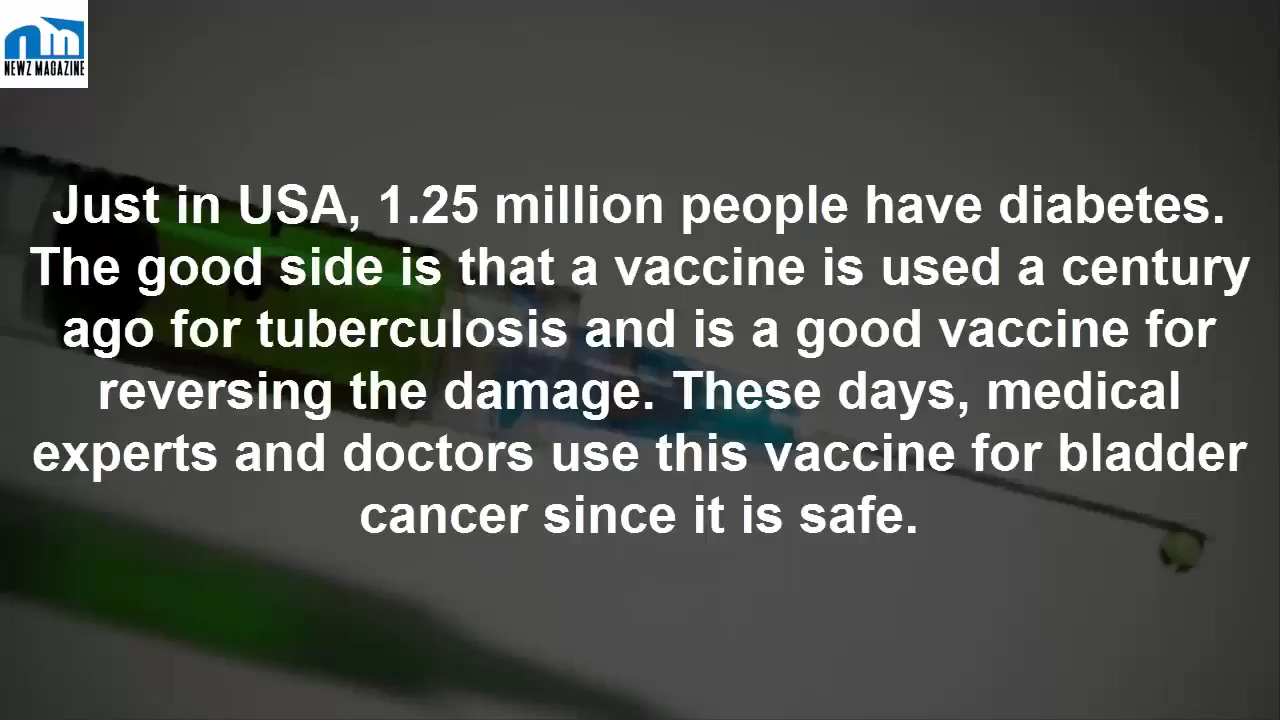 nm
NEWZ MAGAZINE
Just in USA, 1.25 million people have diabetes.
The good side is that a vaccine is used a century
ago for tuberculosis and is a good vaccine for
reversing the damage. These days, medical
experts and doctors use this vaccine for bladder
cancer since it is safe.